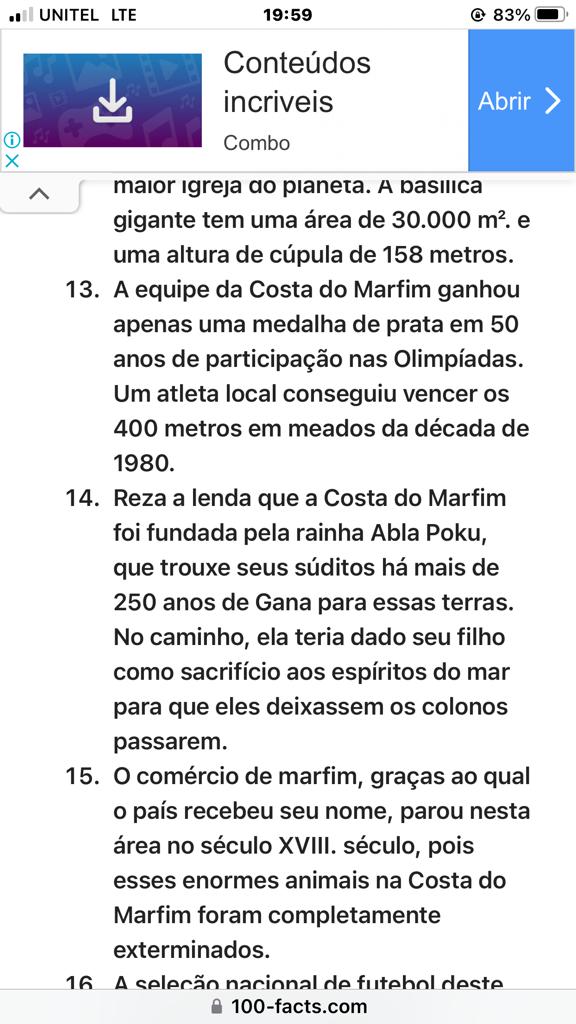 UNITEL LTE 19:59 83%
Conteúdos
incriveis
Combo
Abrir
maior igreja do planeta. A basílica
gigante tem uma área de 30.000 m². e
uma altura de cúpula de 158 metros.
13. A equipe da Costa do Marfim ganhou
apenas uma medalha de prata em 50
anos de participação nas Olimpíadas.
Um atleta local conseguiu vencer os
400 metros em meados da década de
1980.
14. Reza a lenda que a Costa do Marfim
foi fundada pela rainha Abla Poku,
que trouxe seus súditos há mais de
250 anos de Gana para essas terras.
No caminho, ela teria dado seu filho
como sacrifício aos espíritos do mar
para que eles deixassem os colonos
passarem.
15. O comércio de marfim, graças ao qual
o país recebeu seu nome, parou nesta
área no século XVIII. século, pois
esses enormes animais na Costa do
Marfim foram completamente
exterminados.
16. A seleção nacional de futebol deste
100-facts.com